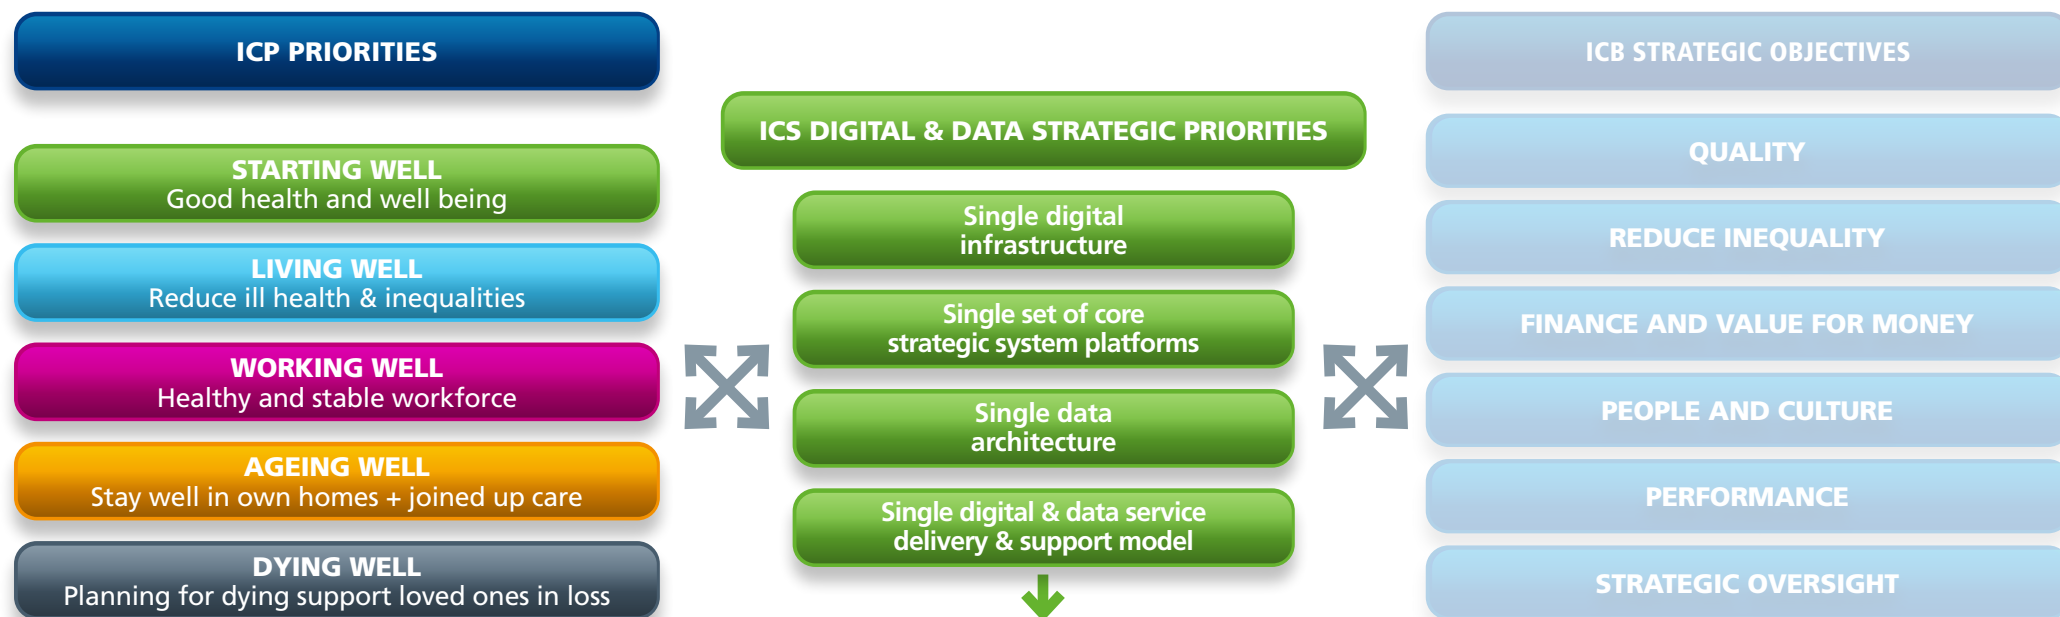 ICP PRIORITIES
STARTING WELL
Good health and well being
LIVING WELL
Reduce ill health & inequalities
WORKING WELL
Healthy and stable workforce
AGEING WELL
Stay well in own homes + joined up care
DYING WELL
Planning for dying support loved ones in loss
ICS DIGITAL & DATA STRATEGIC PRIORITIES
Single digital
infrastructure
Single set of core
strategic system platforms
Single data
architecture
Single digital & data service
delivery & support model
ICB STRATEGIC OBJECTIVES
QUALITY
REDUCE INEQUALITY
FINANCE AND VALUE FOR MONEY
PEOPLE AND CULTURE
PERFORMANCE
STRATEGIC OVERSIGHT